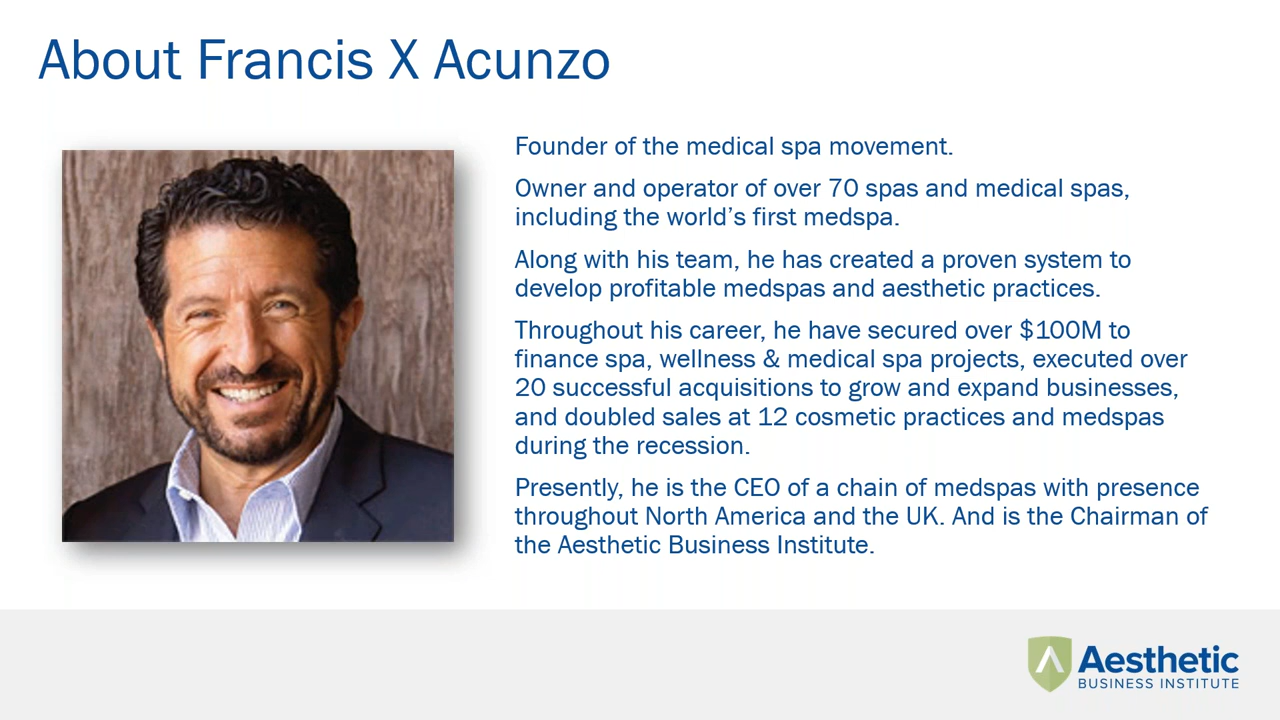 About Francis X Acunzo
Founder of the medical spa movement.
Owner and operator of over 70 spas and medical spas,
including the world’s first medspa.
Along with his team, he has created a proven system to
develop profitable medspas and aesthetic practices.
Throughout his career, he have secured over $100M to
finance spa, wellness & medical spa projects, executed over
20 successful acquisitions to grow and expand businesses,
and doubled sales at 12 cosmetic practices and medspas
during the recession.
Presently, he is the CEO of a chain of medspas with presence
throughout North America and the UK. And is the Chairman of
the Aesthetic Business Institute.
Aesthetic
BUSINESS INSTITUTE